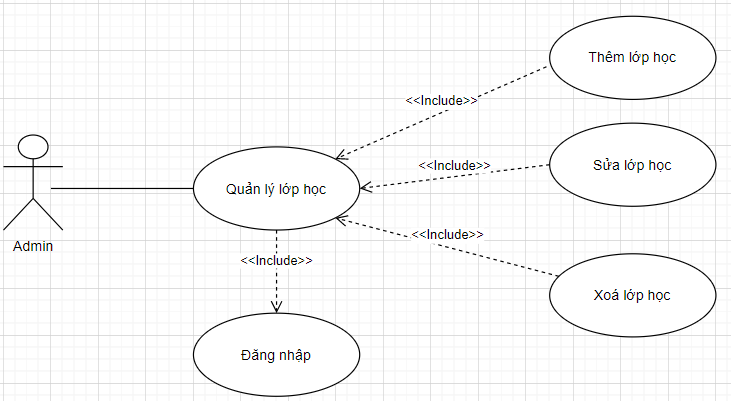 Thêm lớp học
<<Include>>
<<Include>>
Sửa lớp học
Quản lý lớp học
Admin
<<Include>>
<<Include>>
Xoá lớp học
Đăng nhập